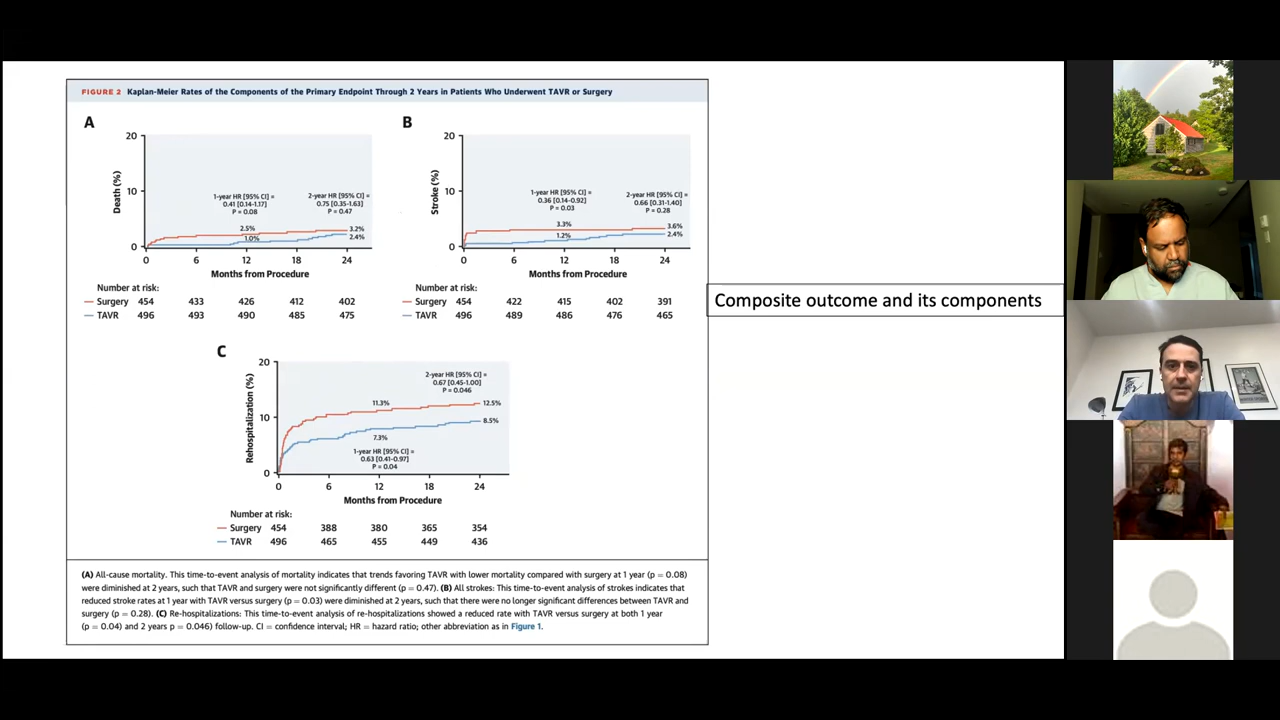 FIGURE 2 Kaplan-Meier Rates of the Components of the Primary Endpoint Through 2 Years in Patients Who Underwent TAVR or Surgery
A
20
10
0
Death (%)
1-year HR [95% CI] =
0.41 [0.14-1.17]
P = 0.08
2-year HR [95% CI] =
0.75 [0.35-1.63]
P = 0.47
2.5%
1.0%
3.2%
2.4%
0 6 12 18 24
Months from Procedure
Number at risk:
Surgery 454 433 426 412 402
TAVR 496 493 490 485 475
B
20
10
0
Stroke (%)
1-year HR [95% CI] =
0.36 [0.14-0.92]
P = 0.03
2-year HR [95% CI] =
0.66 [0.31-1.40]
P = 0.28
3.3%
1.2%
3.6%
2.4%
0 6 12 18 24
Months from Procedure
Number at risk:
Surgery 454 422 415 402 391
TAVR 496 489 486 476 465
Composite outcome and its components
C
20
10
0
Rehospitalization (%)
2-year HR [95% CI] =
0.67 [0.45-1.00]
P = 0.046
11.3%
12.5%
8.5%
7.3%
1-year HR [95% CI] =
0.63 [0.41-0.97]
P = 0.04
0 6 12 18 24
Months from Procedure
Number at risk:
Surgery 454 388 380 365 354
TAVR 496 465 455 449 436
(A) All-cause mortality. This time-to-event analysis of mortality indicates that trends favoring TAVR with lower mortality compared with surgery at 1 year (p = 0.08)
were diminished at 2 years, such that TAVR and surgery were not significantly different (p = 0.47). (B) All strokes: This time-to-event analysis of strokes indicates that
reduced stroke rates at 1 year with TAVR versus surgery (p = 0.03) were diminished at 2 years, such that there were no longer significant differences between TAVR and
surgery (p = 0.28). (C) Re-hospitalizations: This time-to-event analysis of re-hospitalizations showed a reduced rate with TAVR versus surgery at both 1 year
(p = 0.04) and 2 years p = 0.046) follow-up. CI = confidence interval; HR = hazard ratio; other abbreviation as in Figure 1.